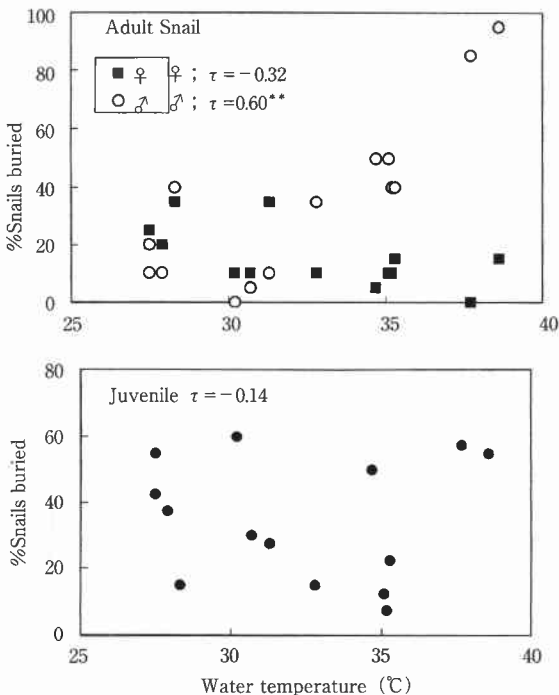 100
80
60
40
20
0
%Snails buried
Adult Snail
■ ♀ ♀ ; τ=-0.32
○ ♂ ♂ ; τ=0.60**
25 30 35 40
80
60
40
20
0
%Snails buried
Juvenile τ=-0.14
25 30 35 40
Water temperature (℃)